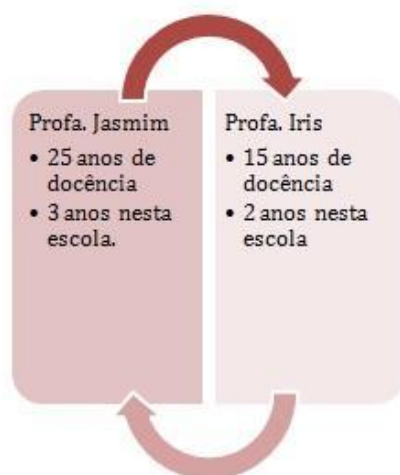 Profa. Jasmim
• 25 anos de
docência
• 3 anos nesta
escola.
Profa. Iris
• 15 anos de
docência
• 2 anos nesta
escola